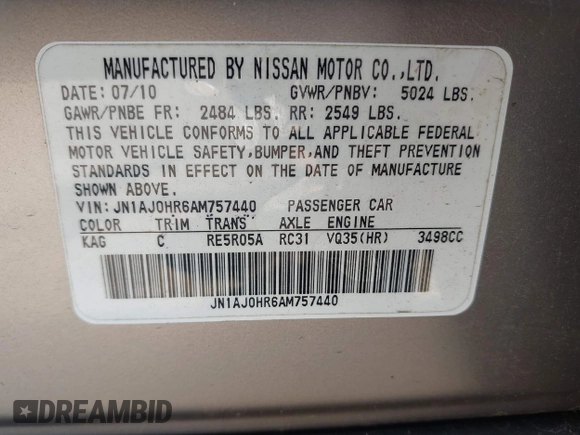 MANUFACTURED BY NISSAN MOTOR CO.,LTD.
DATE: 07/10 GVWR/PNBV: 5024 LBS.
GAWR/PNBE FR: 2484 LBS. RR: 2549 LBS.
THIS VEHICLE CONFORMS TO ALL APPLICABLE FEDERAL
MOTOR VEHICLE SAFETY,BUMPER,AND THEFT PREVENTION
STANDARDS IN EFFECT ON THE DATE OF MANUFACTURE
SHOWN ABOVE.
VIN: JN1AJ0HR6AM757440 PASSENGER CAR
COLOR TRIM TRANS AXLE ENGINE
KAG C RE5R05A RC31 VQ35(HR) 3498CC
JN1AJ0HR6AM757440
DREAMBID